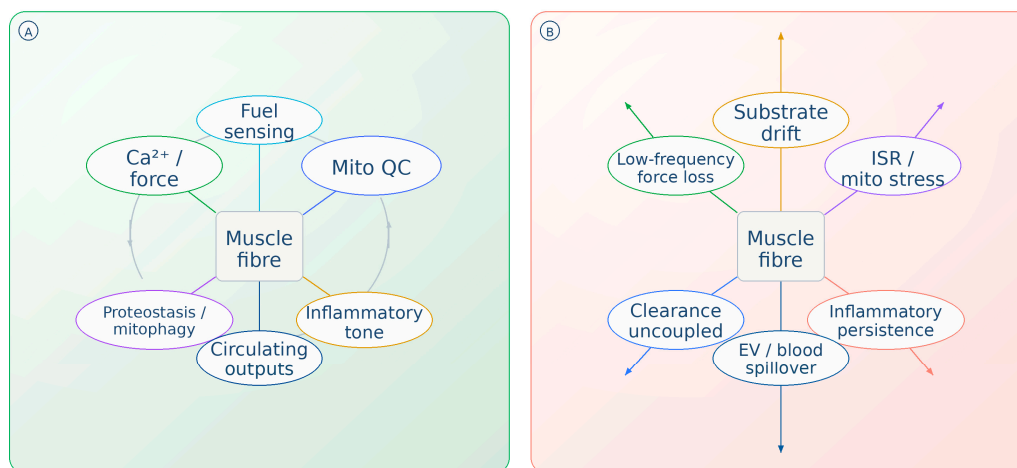 A
Fuel
sensing
Ca²⁺ /
force
Mito QC
Muscle
fibre
Proteostasis /
mitophagy
Inflammatory
tone
Circulating
outputs
B
Substrate
drift
Low-frequency
force loss
ISR /
mito stress
Muscle
fibre
Clearance
uncoupled
Inflammatory
persistence
EV / blood
spillover